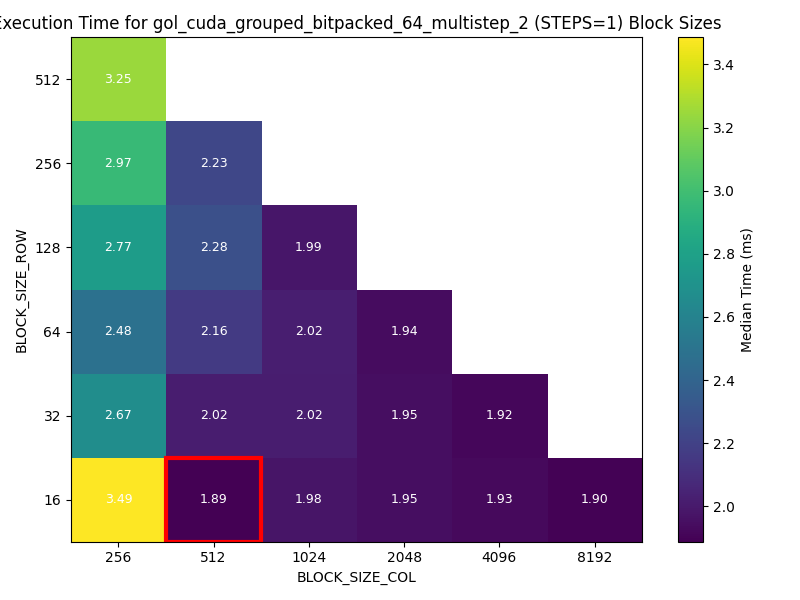 Execution Time for gol_cuda_grouped_bitpacked_64_multistep_2 (STEPS=1) Block Sizes
512 3.25
256 2.97 2.23
128 2.77 2.28 1.99
64 2.48 2.16 2.02 1.94
32 2.67 2.02 2.02 1.95 1.92
16 3.49 1.89 1.98 1.95 1.93 1.90
256 512 1024 2048 4096 8192
BLOCK_SIZE_COL
BLOCK_SIZE_ROW
3.4
3.2
3.0
2.8
2.6
2.4
2.2
2.0
Median Time (ms)